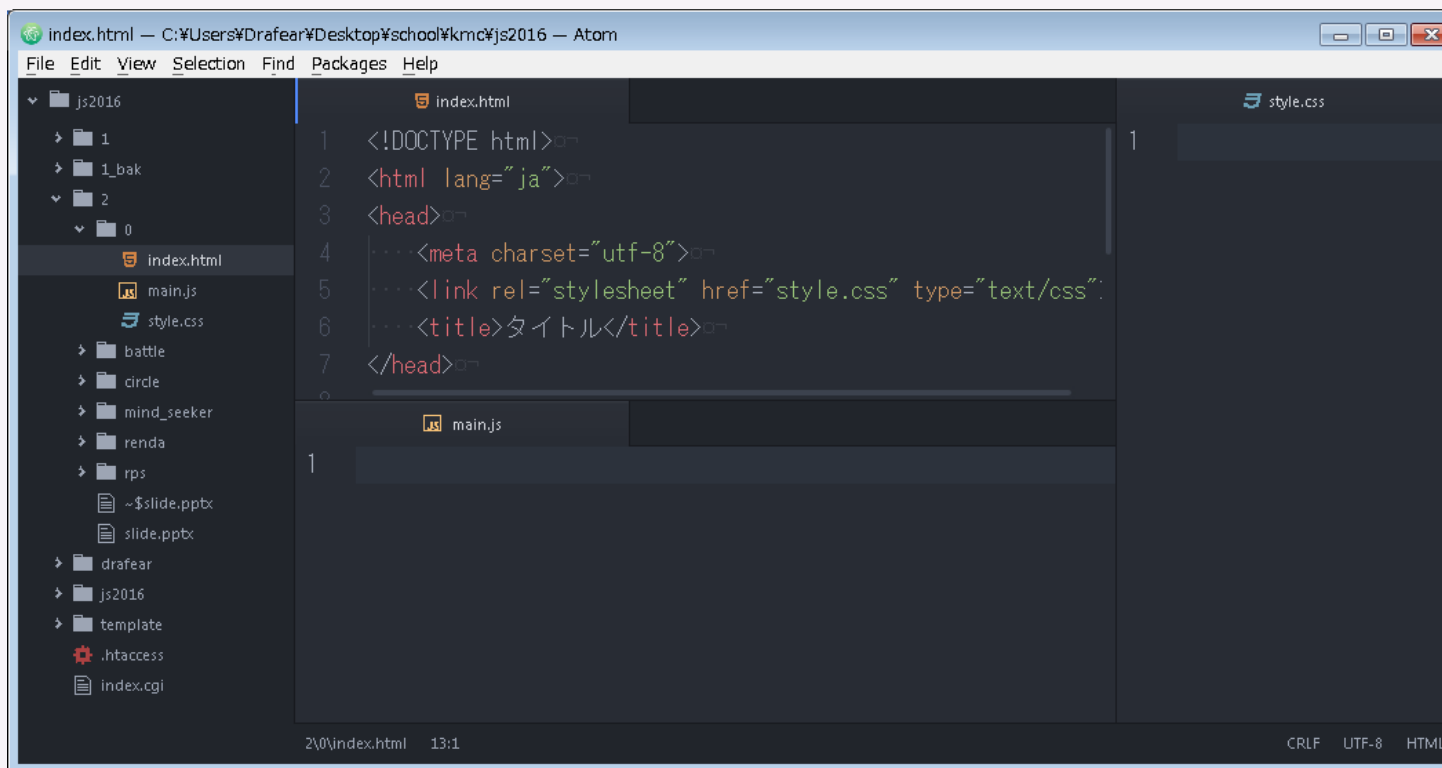 index.html — C:¥Users¥Drafear¥Desktop¥school¥kmc¥js2016 — Atom
File Edit View Selection Find Packages Help
js2016
1
1_bak
2
0
index.html
main.js
style.css
battle
circle
mind_seeker
renda
rps
~$slide.pptx
slide.pptx
drafear
js2016
template
.htaccess
index.cgi
index.html
1 <!DOCTYPE html>
2 <html lang="ja">
3 <head>
4 ····<meta charset="utf-8">
5 ····<link rel="stylesheet" href="style.css" type="text/css"
6 ····<title>タイトル</title>
7 </head>
main.js
1
style.css
1
2\0\index.html 13:1
CRLF UTF-8 HTML